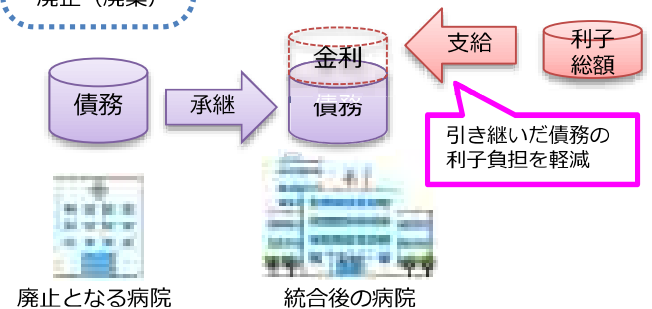 廃止（廃業）
債務
承継
金利
債務
支給
利子
総額
引き継いだ債務の
利子負担を軽減
廃止となる病院
統合後の病院